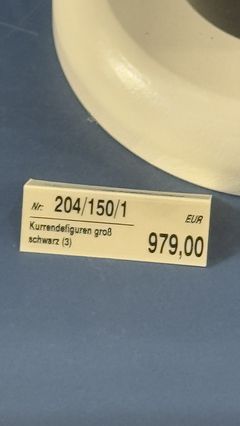 Nr. 204/150/1
EUR
Kurrendefiguren groß
schwarz (3)
979,00